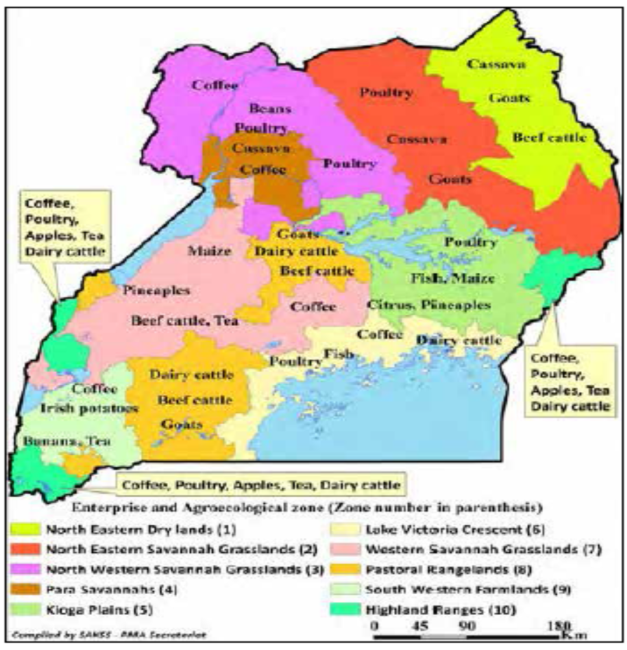 Cassava
Coffee
Poultry
Goats
Beans
Beef cattle
Poultry
Cassava
Cassava
Coffee
Poultry
Goats
Coffee,
Poultry,
Apples, Tea
Dairy cattle
Goats
Poultry
Maize
Dairy cattle
Beef cattle
Fish, Maize
Pineaples
Coffee
Citrus, Pineaples
Beef cattle, Tea
Coffee
Dairy cattle
Poultry
Fish
Coffee,
Poultry,
Apples, Tea
Dairy cattle
Dairy cattle
Coffee
Beef cattle
Irish potatoes
Goats
Banana, Tea
Coffee, Poultry, Apples, Tea, Dairy cattle
Enterprise and Agroecological zone (Zone number in parenthesis)
North Eastern Dry lands (1)
North Eastern Savannah Grasslands (2)
North Western Savannah Grasslands (3)
Para Savannahs (4)
Kioga Plains (5)
Lake Victoria Crescent (6)
Western Savannah Grasslands (7)
Pastoral Rangelands (8)
South Western Farmlands (9)
Highland Ranges (10)
0 45 90 180
Km
Compiled by SAKSS - PMA Secretariat